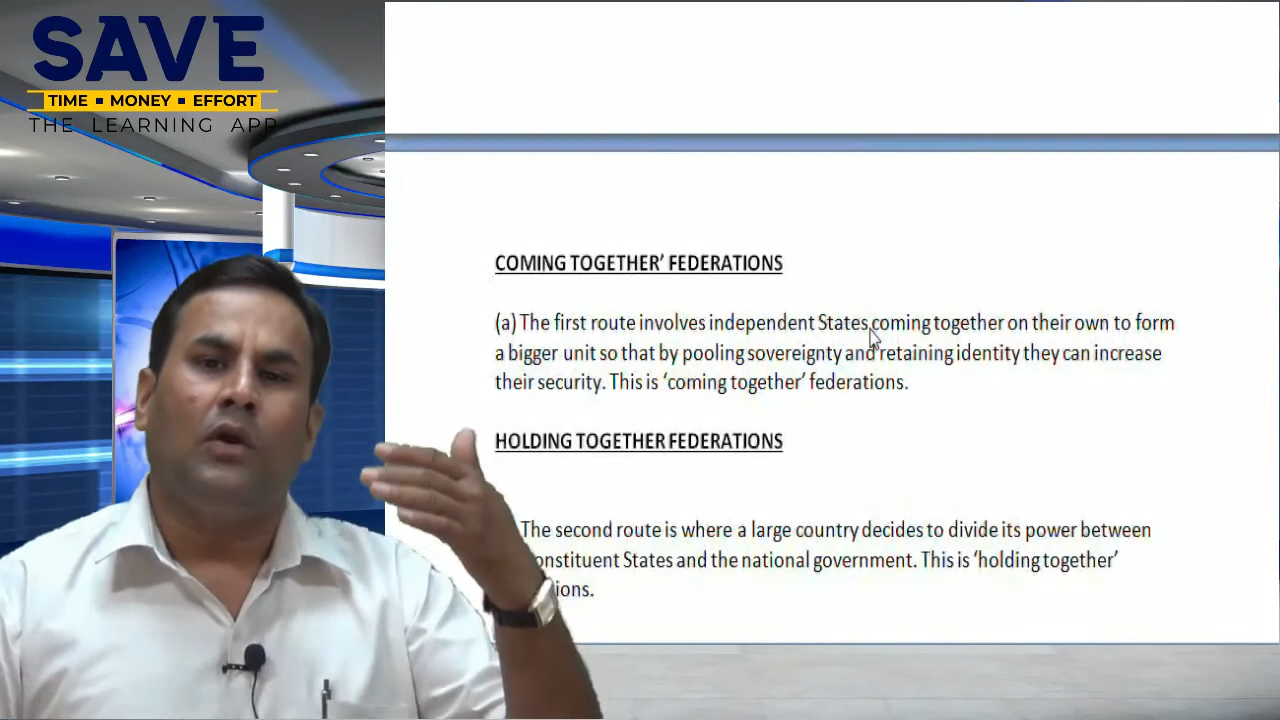 SAVE
TIME ▪ MONEY ▪ EFFORT
THE LEARNING APP
COMING TOGETHER’ FEDERATIONS
(a) The first route involves independent States coming together on their own to form
a bigger unit so that by pooling sovereignty and retaining identity they can increase
their security. This is ‘coming together’ federations.
HOLDING TOGETHER FEDERATIONS
The second route is where a large country decides to divide its power between
onstituent States and the national government. This is ‘holding together’
ions.